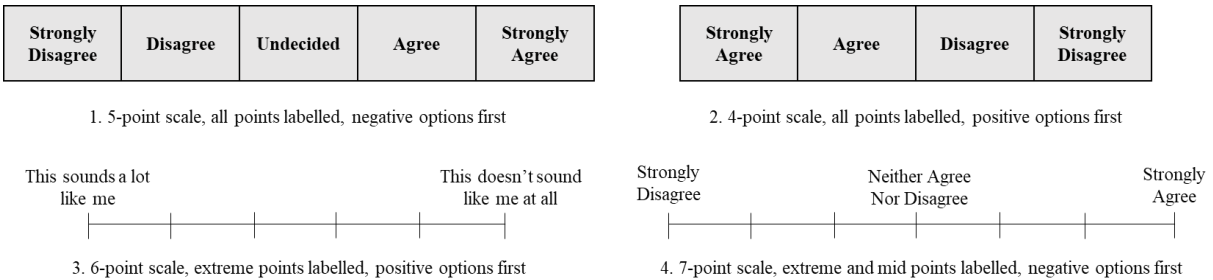 Strongly
Disagree
Disagree
Undecided
Agree
Strongly
Agree
1. 5-point scale, all points labelled, negative options first
Strongly
Agree
Agree
Disagree
Strongly
Disagree
2. 4-point scale, all points labelled, positive options first
This sounds a lot
like me
This doesn't sound
like me at all
3. 6-point scale, extreme points labelled, positive options first
Strongly
Disagree
Neither Agree
Nor Disagree
Strongly
Agree
4. 7-point scale, extreme and mid points labelled, negative options first